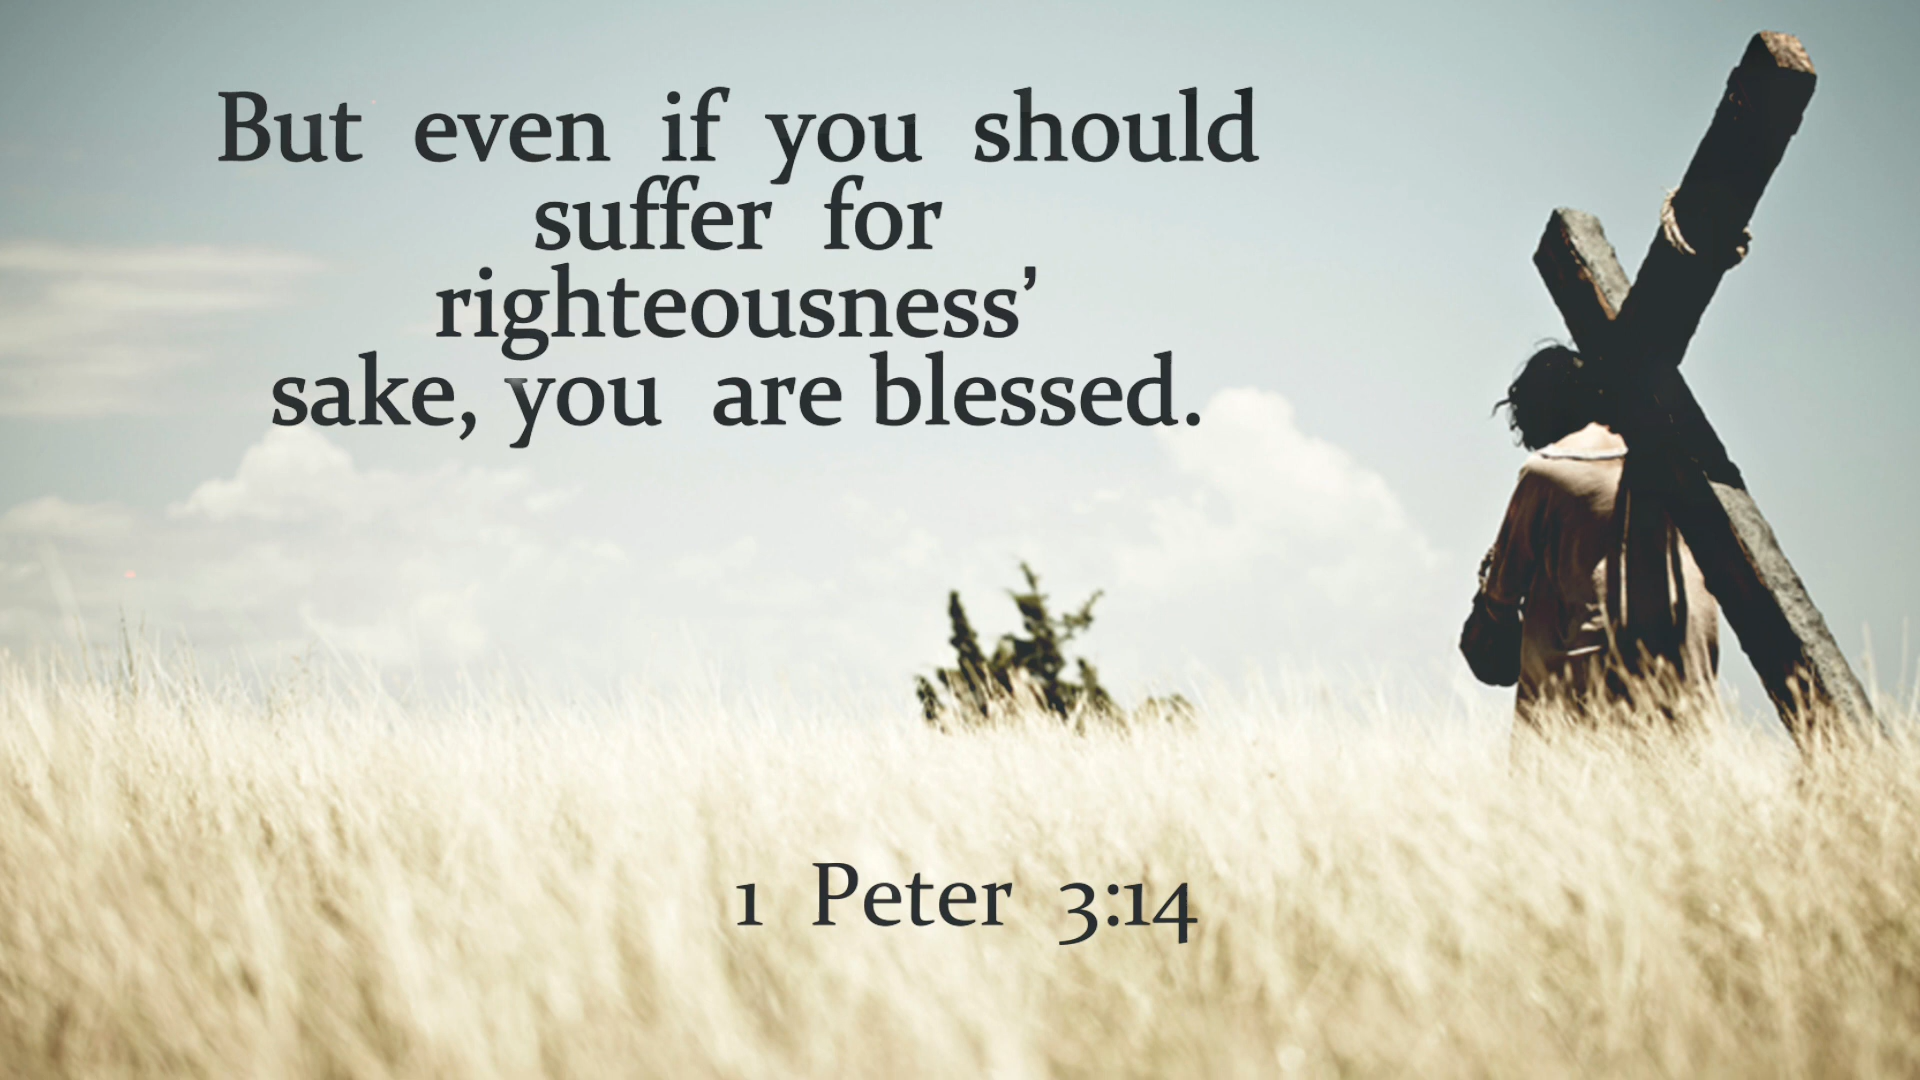 But even if you should
suffer for
righteousness’
sake, you are blessed.
1 Peter 3:14